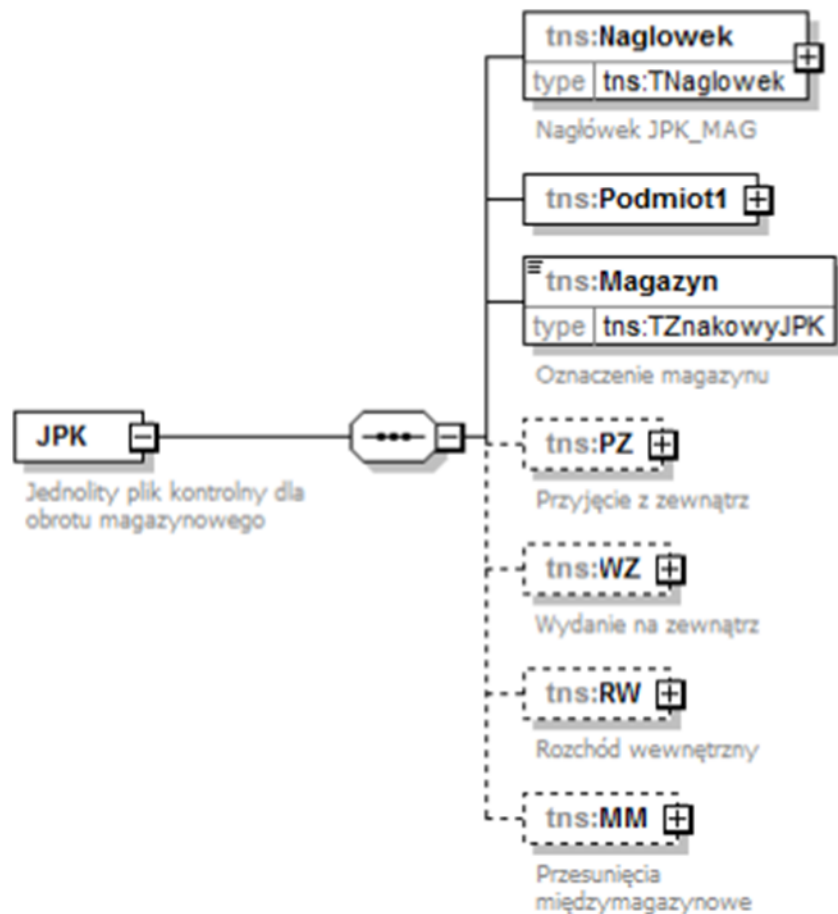 tns:Naglowek
type tns:TNaglowek
Nagłówek JPK_MAG
tns:Podmiot1
tns:Magazyn
type tns:TZnakowyJPK
Oznaczenie magazynu
JPK
Jednolity plik kontrolny dla
obrotu magazynowego
tns:PZ
Przyjęcie z zewnątrz
tns:WZ
Wydanie na zewnątrz
tns:RW
Rozchód wewnętrzny
tns:MM
Przesunięcia
międzymagazynowe